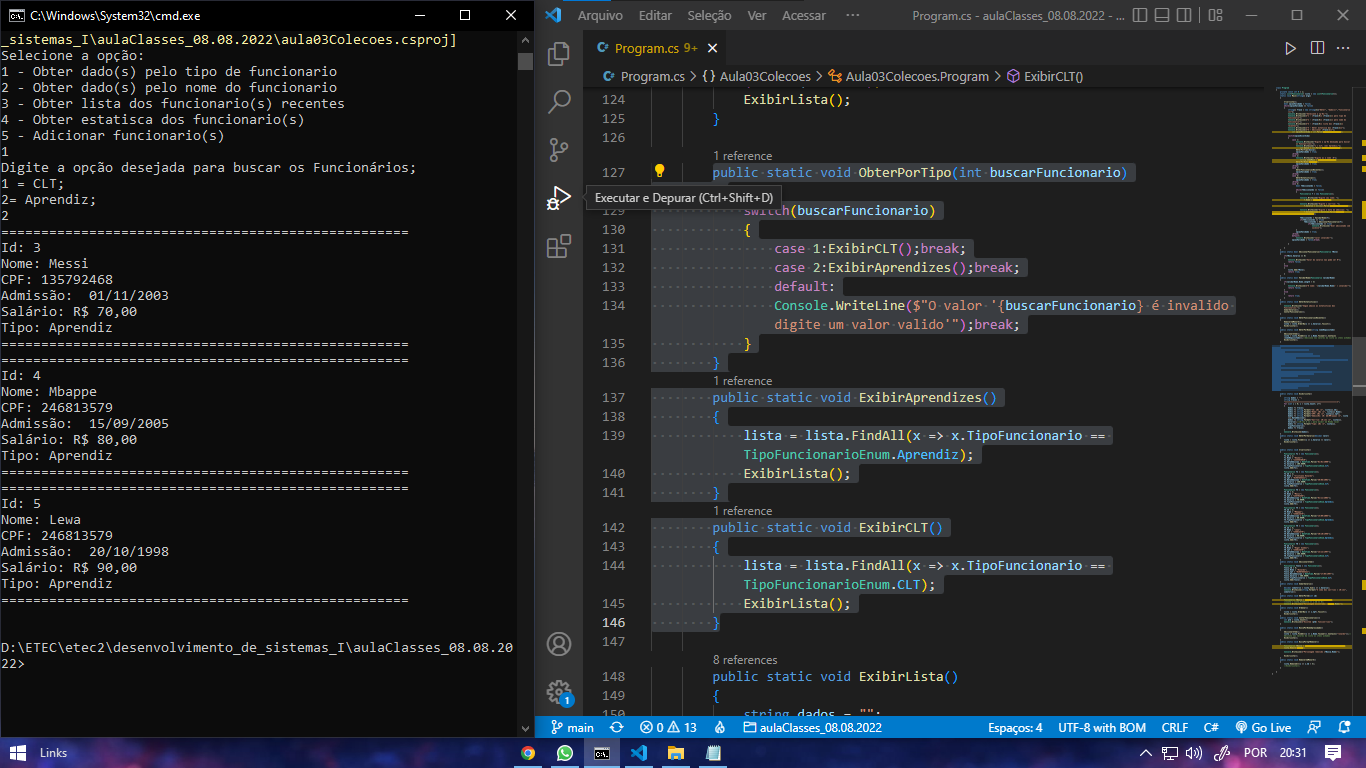 C:\Windows\System32\cmd.exe
_sistemas_I\aulaClasses_08.08.2022\aula03Colecoes.csproj]
Selecione a opção:
1 - Obter dado(s) pelo tipo de funcionario
2 - Obter dado(s) pelo nome do funcionario
3 - Obter lista dos funcionario(s) recentes
4 - Obter estatisca dos funcionario(s)
5 - Adicionar funcionario(s)
1
Digite a opção desejada para buscar os Funcionários;
1 = CLT;
2= Aprendiz;
2
==================================================
Id: 3
Nome: Messi
CPF: 135792468
Admissão:  01/11/2003
Salário: R$ 70,00
Tipo: Aprendiz
==================================================
==================================================
Id: 4
Nome: Mbappe
CPF: 246813579
Admissão:  15/09/2005
Salário: R$ 80,00
Tipo: Aprendiz
==================================================
==================================================
Id: 5
Nome: Lewa
CPF: 246813579
Admissão:  20/10/1998
Salário: R$ 90,00
Tipo: Aprendiz
==================================================
D:\ETEC\etec2\desenvolvimento_de_sistemas_I\aulaClasses_08.08.20
22>
Arquivo Editar Seleção Ver Acessar ··· Program.cs - aulaClasses_08.08.2022 - ...
Program.cs 9+
Program.cs > {} Aula03Colecoes > Aula03Colecoes.Program > ExibirCLT()
124 ExibirLista();
125 }
126
1 reference
127 public static void ObterPorTipo(int buscarFuncionario)
Executar e Depurar (Ctrl+Shift+D)
129 switch(buscarFuncionario)
130 {
131 case 1:ExibirCLT();break;
132 case 2:ExibirAprendizes();break;
133 default:
134 Console.WriteLine($"O valor '{buscarFuncionario} é invalido
digite um valor valido'");break;
135 }
136 }
1 reference
137 public static void ExibirAprendizes()
138 {
139 lista = lista.FindAll(x => x.TipoFuncionario ==
TipoFuncionarioEnum.Aprendiz);
140 ExibirLista();
141 }
1 reference
142 public static void ExibirCLT()
143 {
144 lista = lista.FindAll(x => x.TipoFuncionario ==
TipoFuncionarioEnum.CLT);
145 ExibirLista();
146 }
147
8 references
148 public static void ExibirLista()
149 {
150 string dados = "";
1
main 0 13 aulaClasses_08.08.2022 Espaços: 4 UTF-8 with BOM CRLF C# Go Live
Links POR 20:31